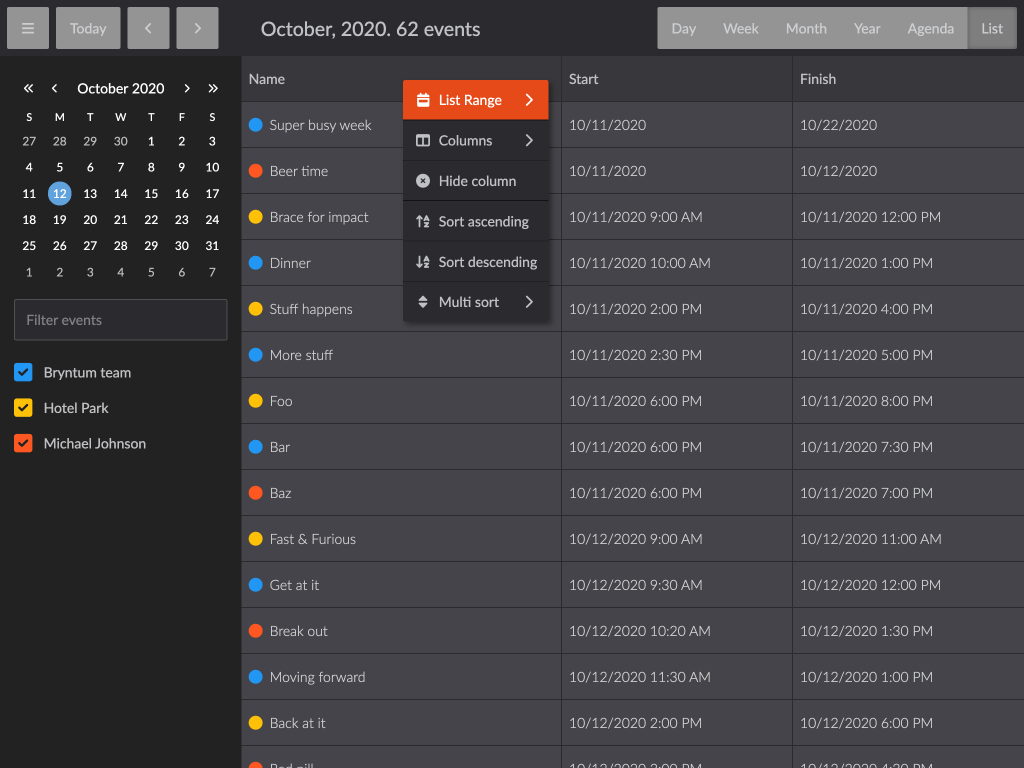 Today
October, 2020. 62 events
Day Week Month Year Agenda List
October 2020
S M T W T F S
27 28 29 30 1 2 3
4 5 6 7 8 9 10
11 12 13 14 15 16 17
18 19 20 21 22 23 24
25 26 27 28 29 30 31
1 2 3 4 5 6 7
Filter events
Bryntum team
Hotel Park
Michael Johnson
Name Start Finish
List Range
Columns
Hide column
Sort ascending
Sort descending
Multi sort
Super busy week 10/11/2020 10/22/2020
Beer time 10/11/2020 10/12/2020
Brace for impact 10/11/2020 9:00 AM 10/11/2020 12:00 PM
Dinner 10/11/2020 10:00 AM 10/11/2020 1:00 PM
Stuff happens 10/11/2020 2:00 PM 10/11/2020 4:00 PM
More stuff 10/11/2020 2:30 PM 10/11/2020 5:00 PM
Foo 10/11/2020 6:00 PM 10/11/2020 8:00 PM
Bar 10/11/2020 6:00 PM 10/11/2020 7:30 PM
Baz 10/11/2020 6:00 PM 10/11/2020 7:00 PM
Fast & Furious 10/12/2020 9:00 AM 10/12/2020 11:00 AM
Get at it 10/12/2020 9:30 AM 10/12/2020 12:00 PM
Break out 10/12/2020 10:20 AM 10/12/2020 1:30 PM
Moving forward 10/12/2020 11:30 AM 10/12/2020 1:00 PM
Back at it 10/12/2020 2:00 PM 10/12/2020 6:00 PM